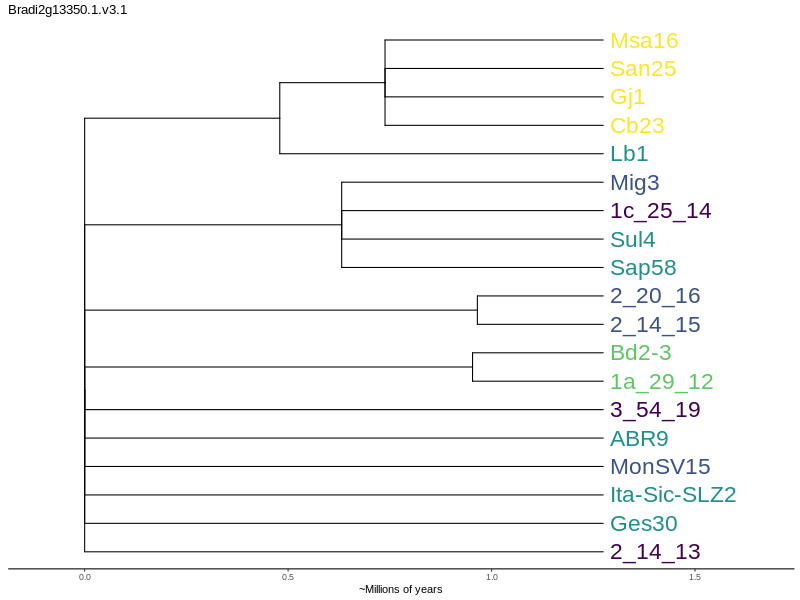 Bradi2g13350.1.v3.1
Msa16
San25
Gj1
Cb23
Lb1
Mig3
1c_25_14
Sul4
Sap58
2_20_16
2_14_15
Bd2-3
1a_29_12
3_54_19
ABR9
MonSV15
Ita-Sic-SLZ2
Ges30
2_14_13
0.0 0.5 1.0 1.5
~Millions of years